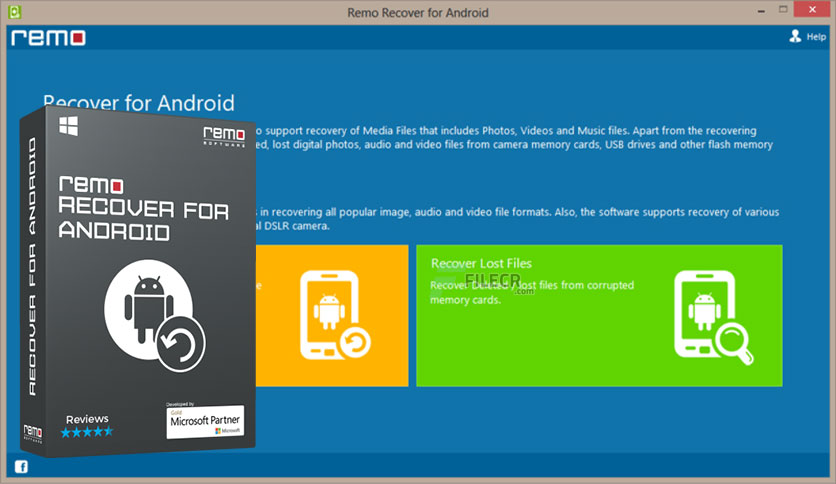 Remo Recover for Android
remo
Help
Recover for Android
to support recovery of Media Files that includes Photos, Videos and Music files. Apart from the recovering
lost digital photos, audio and video files from camera memory cards, USB drives and other flash memory
in recovering all popular image, audio and video file formats. Also, the software supports recovery of various
DSLR camera.
Recover Lost Files
Recover Deleted / lost files from corrupted
memory cards.
FILECR
.com
remo
SOFTWARE
remo
RECOVER FOR
ANDROID
Reviews
Developed by
Gold
Microsoft Partner
Microsoft
RECOVER FOR ANDROID
remo